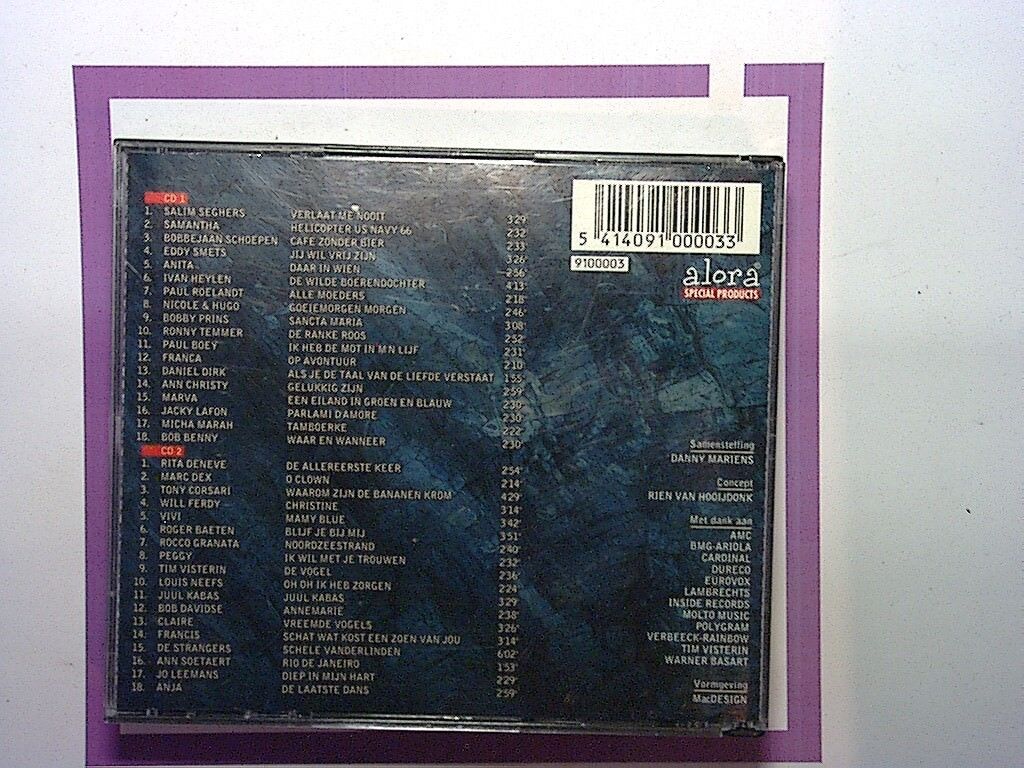 CD 1
1. SALIM SEGHERS VERLAAT ME NOOIT 3'29'
2. SAMANTHA HELICOPTER US NAVY 66 2'32'
3. BOBBEJAAN SCHOEPEN CAFE ZONDER BIER 2'33'
4. EDDY SMETS JIJ WIL VRIJ ZIJN 3'26'
5. ANITA DAAR IN WIEN 2'56'
6. IVAN HEYLEN DE WILDE BOERENDOCHTER 4'13'
7. PAUL ROELANDT ALLE MOEDERS 2'18'
8. NICOLE & HUGO GOEIEMORGEN MORGEN 2'46'
9. BOBBY PRINS SANCTA MARIA 3'08'
10. RONNY TEMMER DE RANKE ROOS 2'52'
11. PAUL BOEY IK HEB DE MOT IN M'N LIJF 2'31'
12. FRANCA OP AVONTUUR 2'10'
13. DANIEL DIRK ALS JE DE TAAL VAN DE LIEFDE VERSTAAT 1'55'
14. ANN CHRISTY GELUKKIG ZIJN 2'59'
15. MARVA EEN EILAND IN GROEN EN BLAUW 2'30'
16. JACKY LAFON PARLAMI D'AMORE 2'30'
17. MICHA MARAH TAMBOERKE 2'22'
18. BOB BENNY WAAR EN WANNEER 2'30'
CD 2
1. RITA DENEVE DE ALLEREERSTE KEER 2'54'
2. MARC DEX O CLOWN 2'14'
3. TONY CORSARI WAAROM ZIJN DE BANANEN KROM 4'29'
4. WILL FERDY CHRISTINE 3'14'
5. VIVI MAMY BLUE 3'42'
6. ROGER BAETEN BLIJF JE BIJ MIJ 3'51'
7. ROCCO GRANATA NOORDZEESTRAND 2'40'
8. PEGGY IK WIL MET JE TROUWEN 2'32'
9. TIM VISTERIN DE VOGEL 2'36'
10. LOUIS NEEFS OH OH IK HEB ZORGEN 2'24'
11. JUUL KABAS JUUL KABAS 3'29'
12. BOB DAVIDSE ANNEMARIE 2'38'
13. CLAIRE VREEMDE VOGELS 3'26'
14. FRANCIS SCHAT WAT KOST EEN ZOEN VAN JOU 3'14'
15. DE STRANGERS SCHELE VANDERLINDEN 6'02'
16. ANN SOETAERT RIO DE JANEIRO 1'53'
17. JO LEEMANS DIEP IN MIJN HART 2'29'
18. ANJA DE LAATSTE DANS 2'59'
5 414091 000033
9100003
alora
SPECIAL PRODUCTS
Samenstelling
DANNY MARIENS
Concept
RIEN VAN HOOIJDONK
Met dank aan
AMC
BMG-ARIOLA
CARDINAL
DURECO
EUROVOX
LAMBRECHTS
INSIDE RECORDS
MOLTO MUSIC
POLYGRAM
VERBEECK-RAINBOW
TIM VISTERIN
WARNER BASART
Vormgeving
MacDESIGN